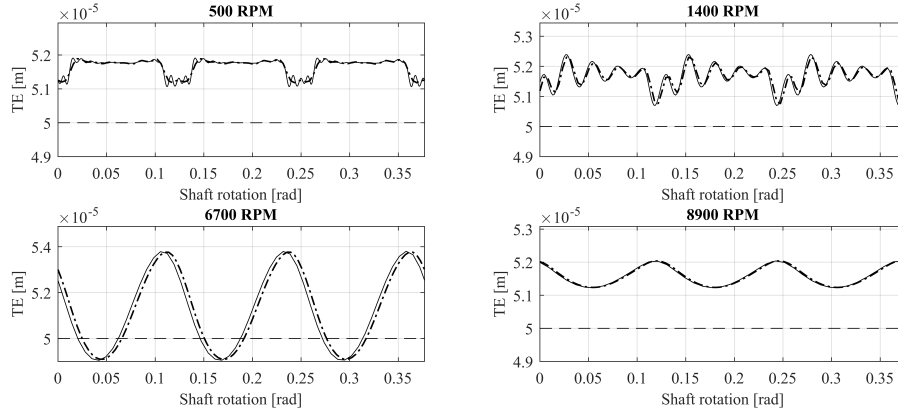 500 RPM
× 10⁻⁵
5.2
5.1
5
4.9
TE [m]
0 0.05 0.1 0.15 0.2 0.25 0.3 0.35
Shaft rotation [rad]
1400 RPM
× 10⁻⁵
5.3
5.2
5.1
5
4.9
TE [m]
0 0.05 0.1 0.15 0.2 0.25 0.3 0.35
Shaft rotation [rad]
6700 RPM
× 10⁻⁵
5.4
5.2
5
TE [m]
0 0.05 0.1 0.15 0.2 0.25 0.3 0.35
Shaft rotation [rad]
8900 RPM
× 10⁻⁵
5.3
5.2
5.1
5
4.9
TE [m]
0 0.05 0.1 0.15 0.2 0.25 0.3 0.35
Shaft rotation [rad]